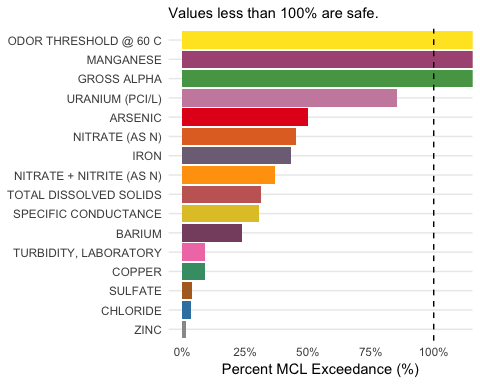 Values less than 100% are safe.
ODOR THRESHOLD @ 60 C
MANGANESE
GROSS ALPHA
URANIUM (PCI/L)
ARSENIC
NITRATE (AS N)
IRON
NITRATE + NITRITE (AS N)
TOTAL DISSOLVED SOLIDS
SPECIFIC CONDUCTANCE
BARIUM
TURBIDITY, LABORATORY
COPPER
SULFATE
CHLORIDE
ZINC
0% 25% 50% 75% 100%
Percent MCL Exceedance (%)